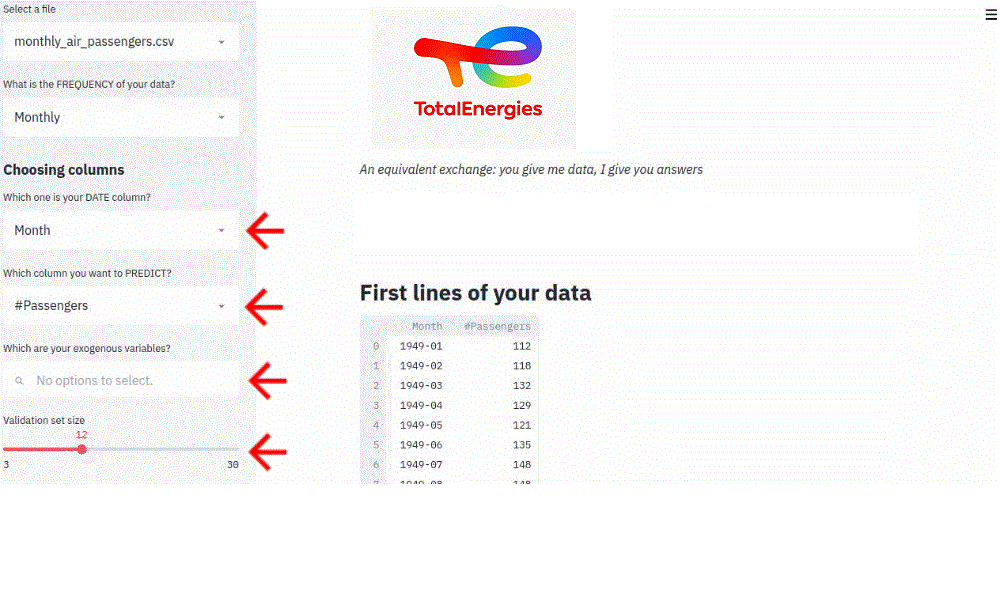 Select a file
monthly_air_passengers.csv
What is the FREQUENCY of your data?
Monthly
Choosing columns
Which one is your DATE column?
Month
Which column you want to PREDICT?
#Passengers
Which are your exogenous variables?
No options to select.
Validation set size
12
3 30
TotalEnergies
An equivalent exchange: you give me data, I give you answers
First lines of your data
Month #Passengers
0 1949-01 112
1 1949-02 118
2 1949-03 132
3 1949-04 129
4 1949-05 121
5 1949-06 135
6 1949-07 148
7 1949-08 148